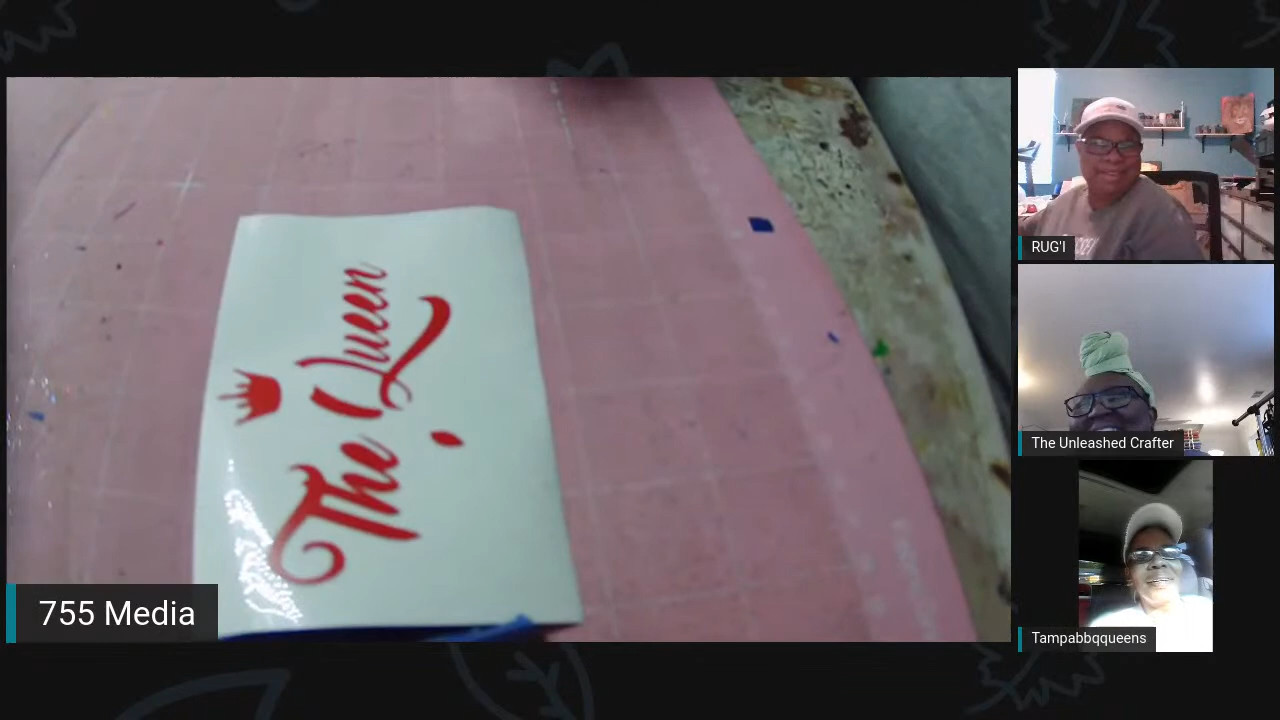 The Queen
755 Media
RUG'I
The Unleashed Crafter
Tampabbqqueens